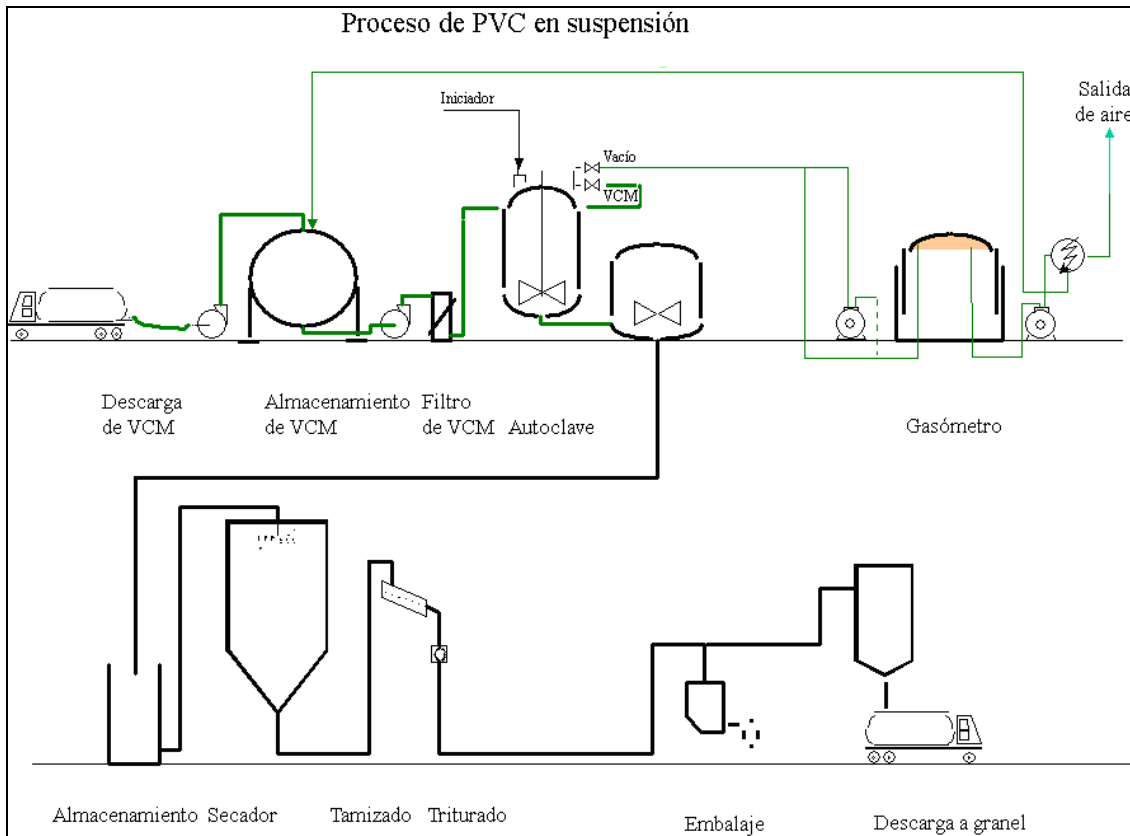 Proceso de PVC en suspensión
Salida
de aire
Iniciador
Vacío
VCM
Descarga
de VCM
Almacenamiento
de VCM
Filtro
de VCM
Autoclave
Gasómetro
Almacenamiento
Secador
Tamizado
Triturado
Embalaje
Descarga a granel